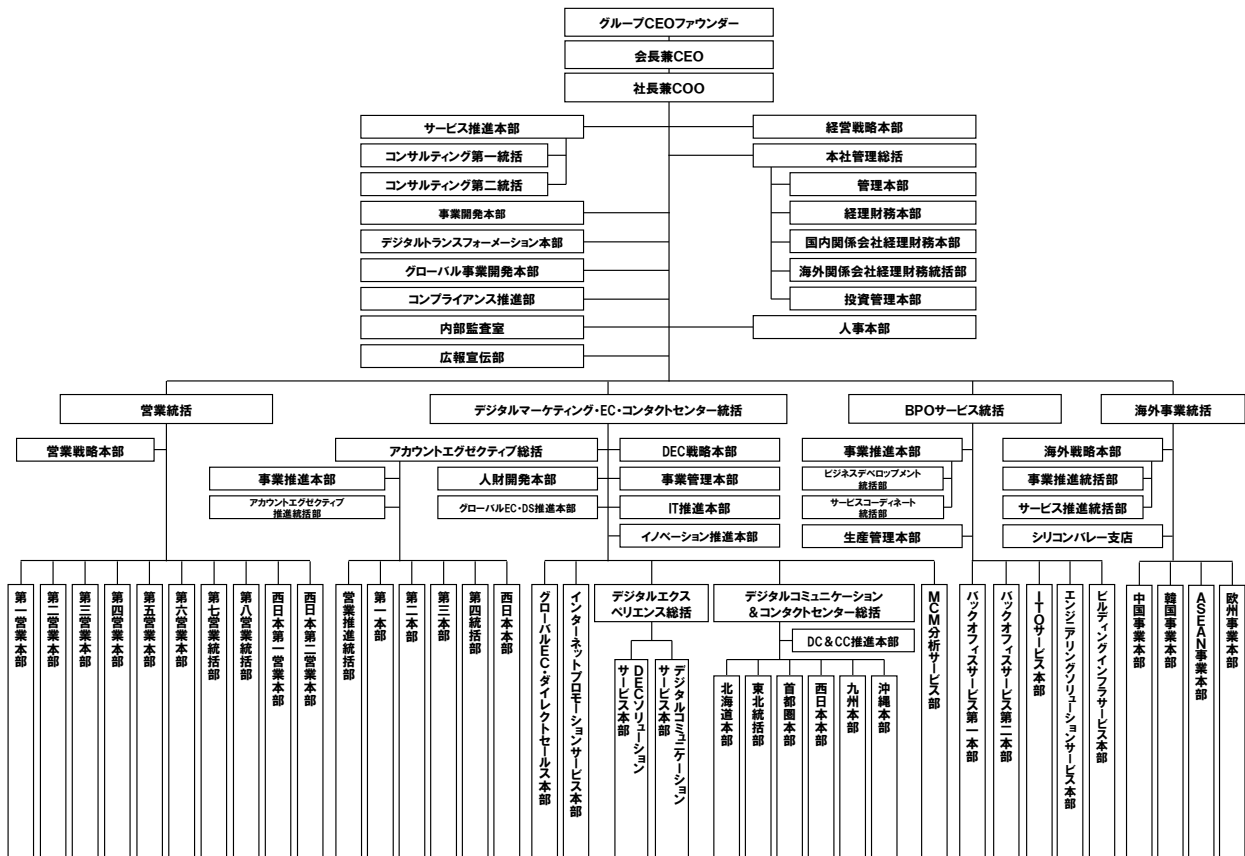 グループCEOファウンダー
会長兼CEO
社長兼COO
サービス推進本部
経営戦略本部
コンサルティング第一統括
本社管理総括
コンサルティング第二統括
管理本部
事業開発本部
経理財務本部
デジタルトランスフォーメーション本部
国内関係会社経理財務本部
グローバル事業開発本部
海外関係会社経理財務統括部
コンプライアンス推進部
投資管理本部
内部監査室
人事本部
広報宣伝部
営業統括
デジタルマーケティング・EC・コンタクトセンター統括
BPOサービス統括
海外事業統括
営業戦略本部
アカウントエグゼクティブ総括
DEC戦略本部
事業推進本部
海外戦略本部
事業推進本部
人財開発本部
事業管理本部
ビジネスデベロップメント
統括部
事業推進統括部
アカウントエグゼクティブ
推進統括部
グローバルEC・DS推進本部
IT推進本部
サービスコーディネート
統括部
サービス推進統括部
イノベーション推進本部
生産管理本部
シリコンバレー支店
第一営業本部
第二営業本部
第三営業本部
第四営業本部
第五営業本部
第六営業本部
第七営業統括部
第八営業統括部
西日本第一営業本部
西日本第二営業本部
営業推進統括部
第一本部
第二本部
第三本部
第四統括部
西日本本部
グローバルEC・ダイレクトセールス本部
インターネットプロモーションサービス本部
デジタルエクス
ペリエンス総括
DECソリューション
サービス本部
デジタルコミュニケーション
サービス本部
デジタルコミュニケーション
＆コンタクトセンター総括
DC＆CC推進本部
北海道本部
東北統括部
首都圏本部
西日本本部
九州本部
沖縄本部
MCM分析サービス部
バックオフィスサービス第一本部
バックオフィスサービス第二本部
ITOサービス本部
エンジニアリングソリューションサービス本部
ビルディングインフラサービス本部
中国事業本部
韓国事業本部
ASEAN事業本部
欧州事業本部